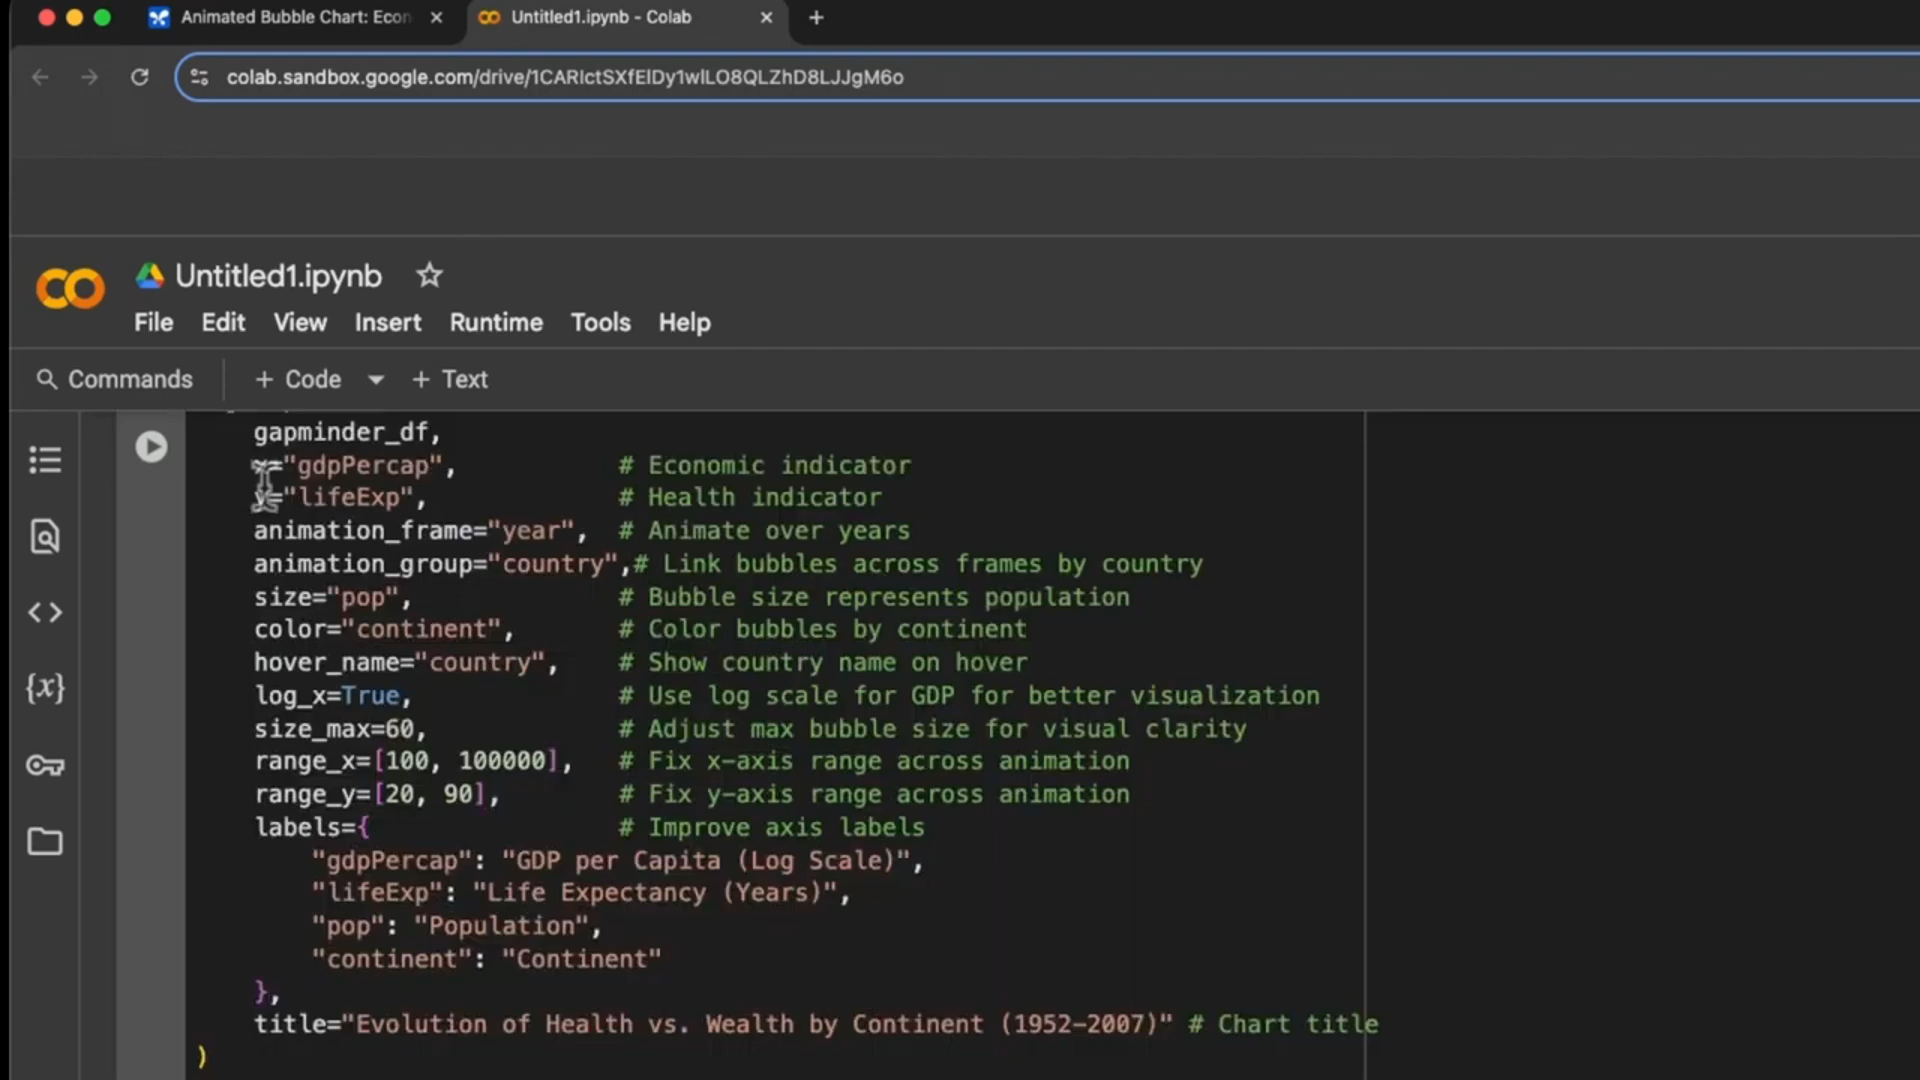 Animated Bubble Chart: Econ
Untitled1.ipynb - Colab
colab.sandbox.google.com/drive/1CARIctSXfElDy1wlLO8QLZhD8LJJgM6o
Untitled1.ipynb
File Edit View Insert Runtime Tools Help
Commands + Code + Text
gapminder_df,
x="gdpPercap", # Economic indicator
y="lifeExp", # Health indicator
animation_frame="year", # Animate over years
animation_group="country",# Link bubbles across frames by country
size="pop", # Bubble size represents population
color="continent", # Color bubbles by continent
hover_name="country", # Show country name on hover
log_x=True, # Use log scale for GDP for better visualization
size_max=60, # Adjust max bubble size for visual clarity
range_x=[100, 100000], # Fix x-axis range across animation
range_y=[20, 90], # Fix y-axis range across animation
labels={ # Improve axis labels
"gdpPercap": "GDP per Capita (Log Scale)",
"lifeExp": "Life Expectancy (Years)",
"pop": "Population",
"continent": "Continent"
},
title="Evolution of Health vs. Wealth by Continent (1952-2007)" # Chart title
)